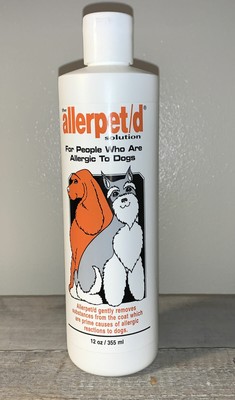 the
allerpet/d®
solution
For People Who Are
Allergic To Dogs
Allerpet/d gently removes
substances from the coat which
are prime causes of allergic
reactions to dogs.
12 oz / 355 ml